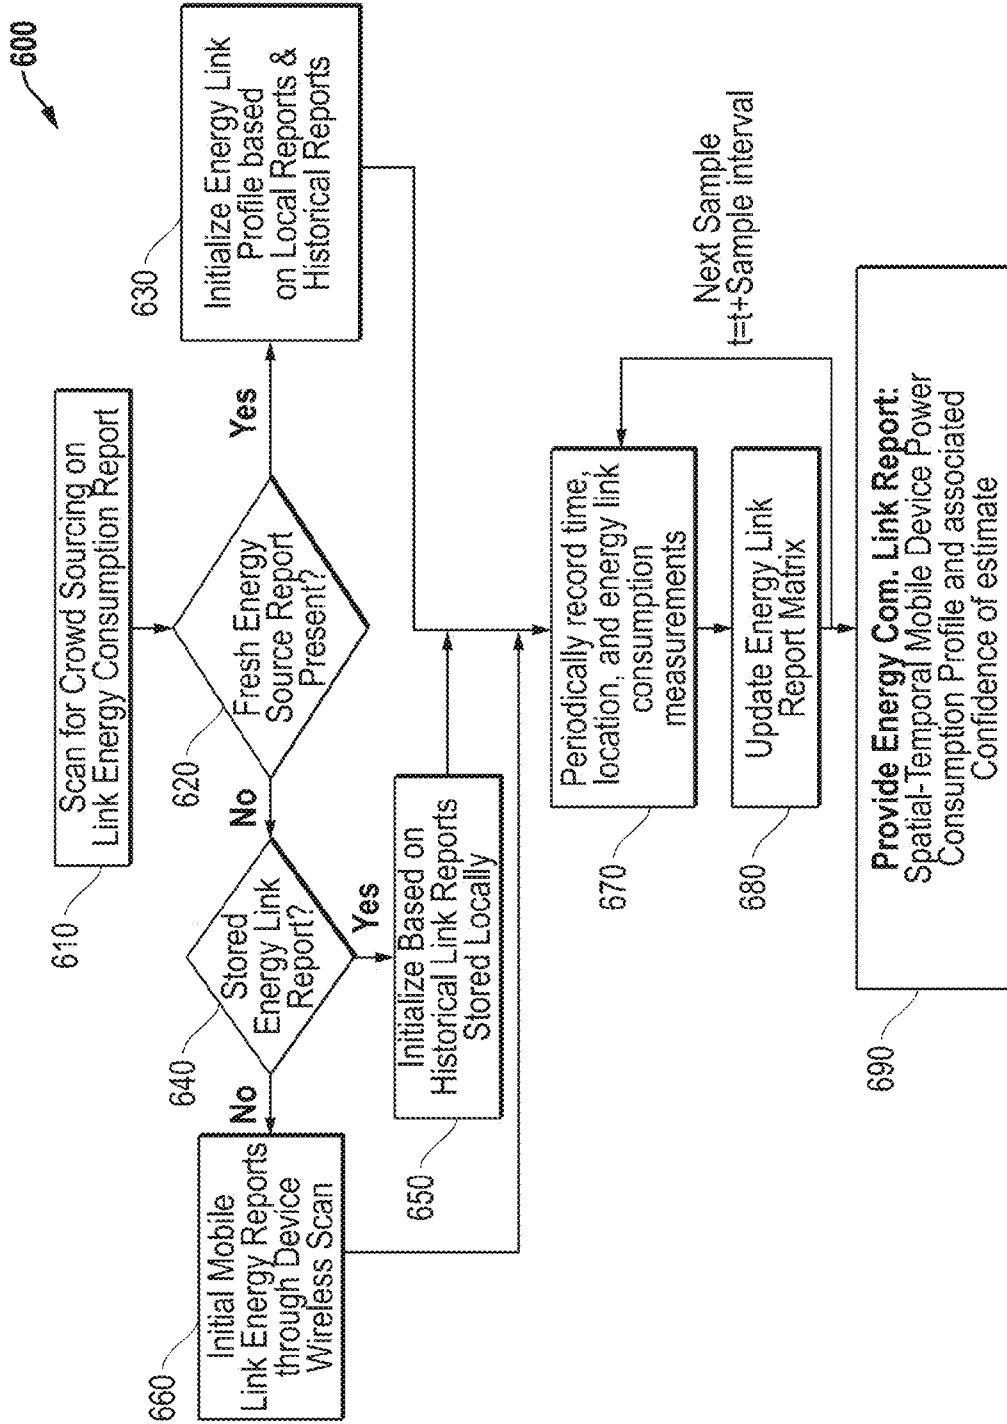 600
Scan for Crowd Sourcing on
Link Energy Consumption Report
610
Fresh Energy
Source Report
Present?
620
Yes
No
Initialize Energy Link
Profile based
on Local Reports &
Historical Reports
630
Stored
Energy Link
Report?
640
Yes
No
Initialize Based on
Historical Link Reports
Stored Locally
650
Initial Mobile
Link Energy Reports
through Device
Wireless Scan
660
Periodically record time,
location, and energy link
consumption
measurements
670
Next Sample
t=t+Sample interval
Update Energy Link
Report Matrix
680
Provide Energy Com. Link Report:
Spatial-Temporal Mobile Device Power
Consumption Profile and associated
Confidence of estimate
690